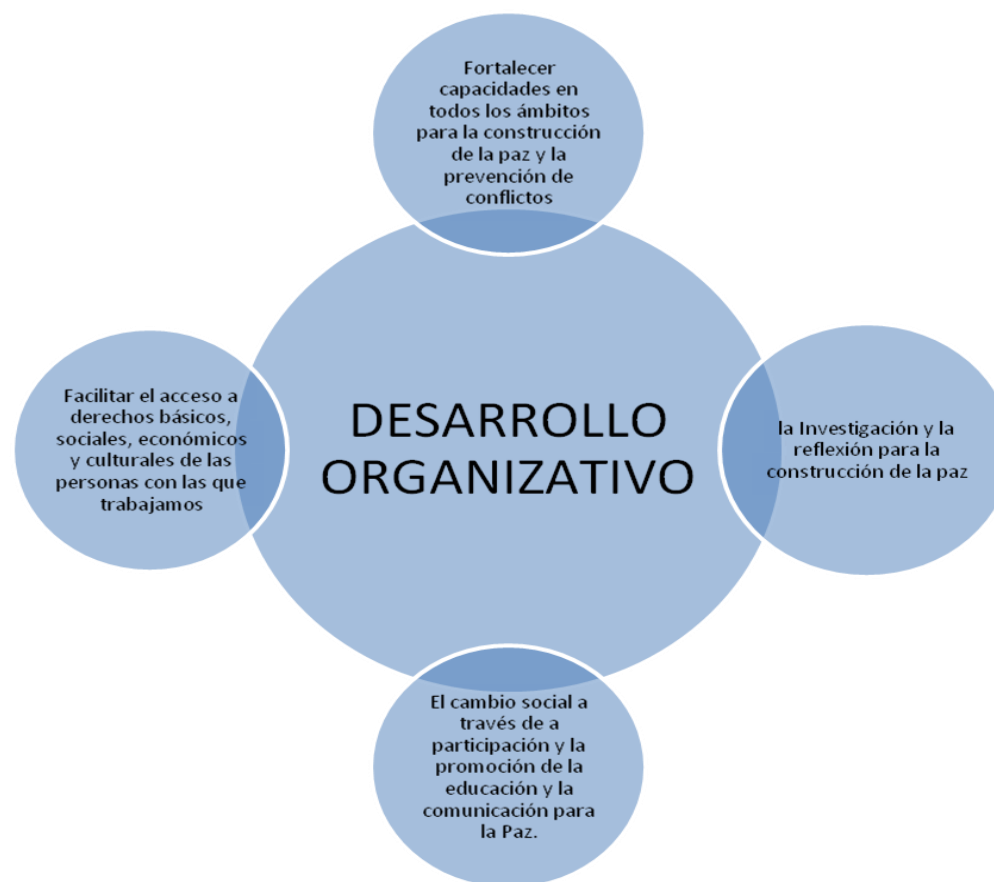 Fortalecer
capacidades en
todos los ámbitos
para la construcción
de la paz y la
prevención de
conflictos
Facilitar el acceso a
derechos básicos,
sociales, económicos
y culturales de las
personas con las que
trabajamos
DESARROLLO
ORGANIZATIVO
la Investigación y la
reflexión para la
construcción de la paz
El cambio social a
través de a
participación y la
promoción de la
educación y la
comunicación para
la Paz.